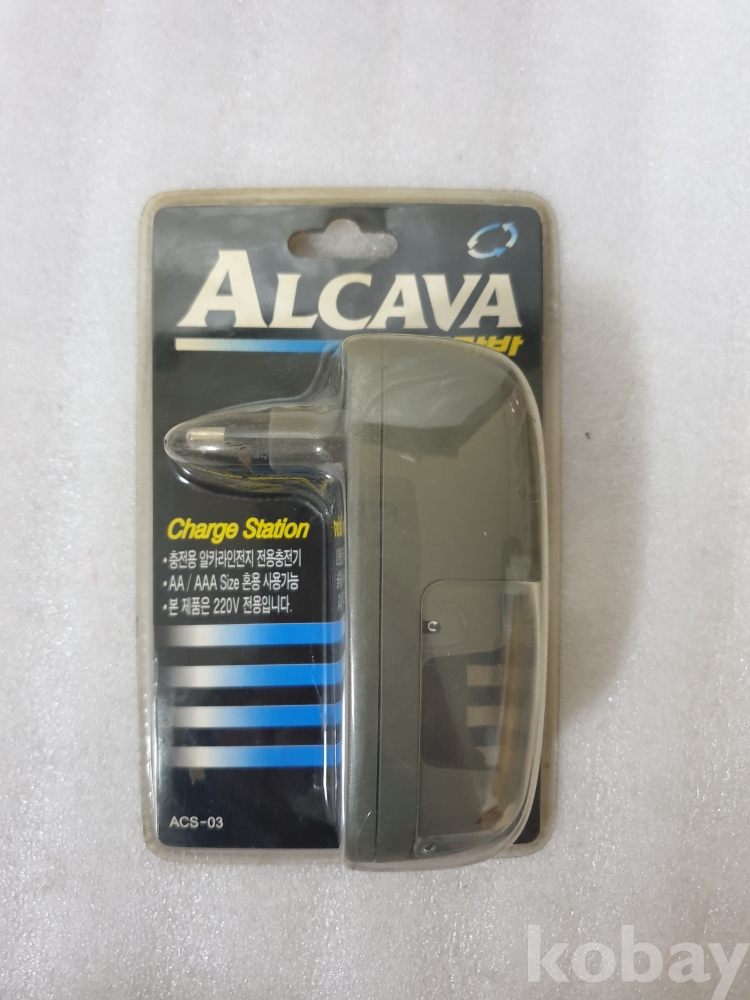 ALCAVA
Charge Station
• 충전용 알카라인전지 전용충전기
• AA / AAA Size 혼용 사용가능
• 본 제품은 220V 전용입니다.
ACS-03
kobay